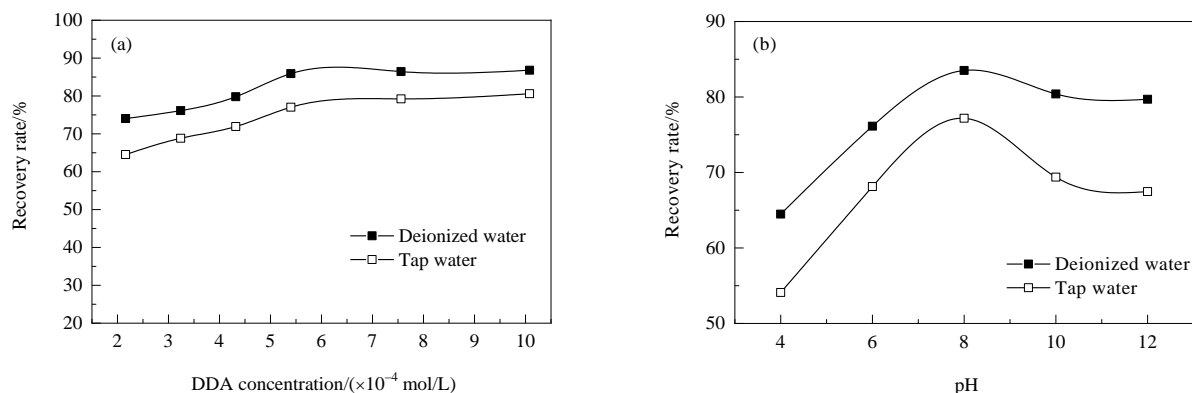 (a)
Recovery rate/%
100
90
80
70
60
50
40
30
20
Deionized water
Tap water
2 3 4 5 6 7 8 9 10
DDA concentration/(×10⁻⁴ mol/L)
(b)
Recovery rate/%
90
80
70
60
50
Deionized water
Tap water
4 6 8 10 12
pH